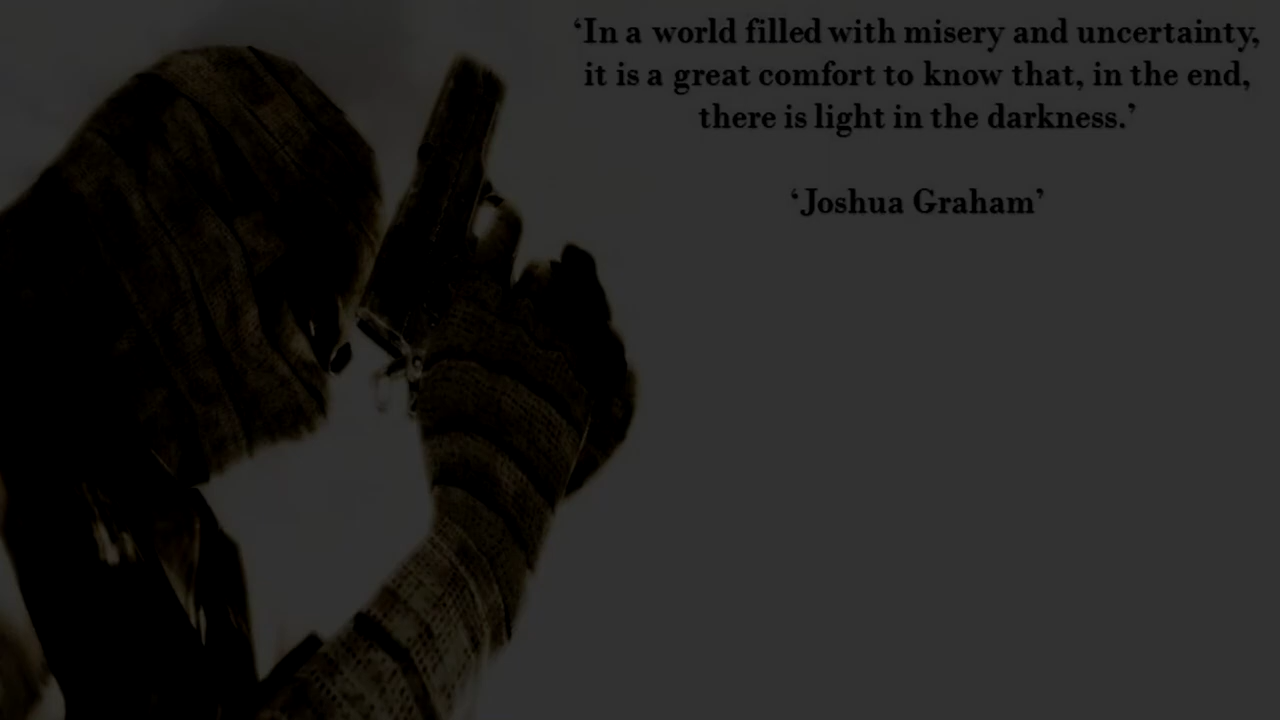 ‘In a world filled with misery and uncertainty,
it is a great comfort to know that, in the end,
there is light in the darkness.’
‘Joshua Graham’